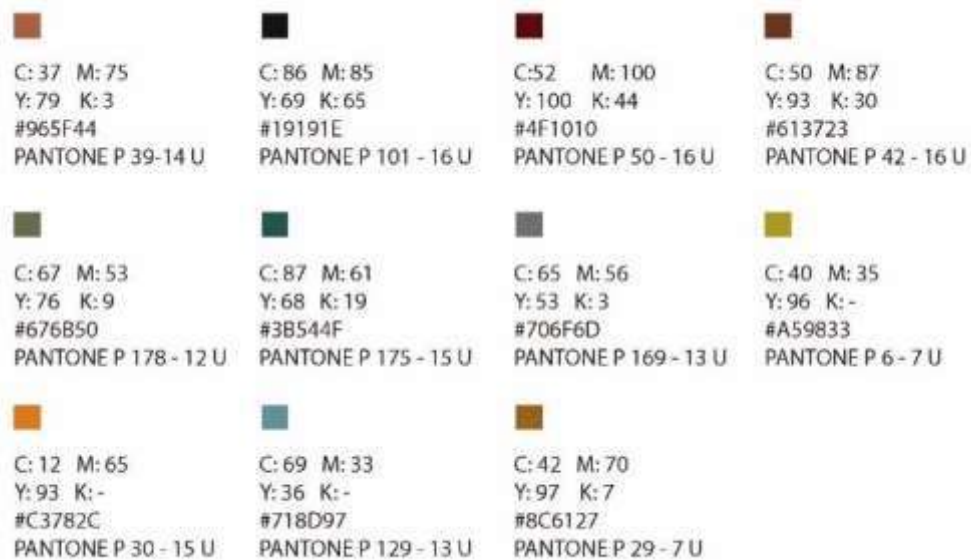 C: 37 M: 75
Y: 79 K: 3
#965F44
PANTONE P 39-14 U
C: 86 M: 85
Y: 69 K: 65
#19191E
PANTONE P 101 - 16 U
C:52 M: 100
Y: 100 K: 44
#4F1010
PANTONE P 50 - 16 U
C: 50 M: 87
Y: 93 K: 30
#613723
PANTONE P 42 - 16 U
C: 67 M: 53
Y: 76 K: 9
#676B50
PANTONE P 178 - 12 U
C: 87 M: 61
Y: 68 K: 19
#3B544F
PANTONE P 175 - 15 U
C: 65 M: 56
Y: 53 K: 3
#706F6D
PANTONE P 169 - 13 U
C: 40 M: 35
Y: 96 K: -
#A59833
PANTONE P 6 - 7 U
C: 12 M: 65
Y: 93 K: -
#C3782C
PANTONE P 30 - 15 U
C: 69 M: 33
Y: 36 K: -
#718D97
PANTONE P 129 - 13 U
C: 42 M: 70
Y: 97 K: 7
#8C6127
PANTONE P 29 - 7 U